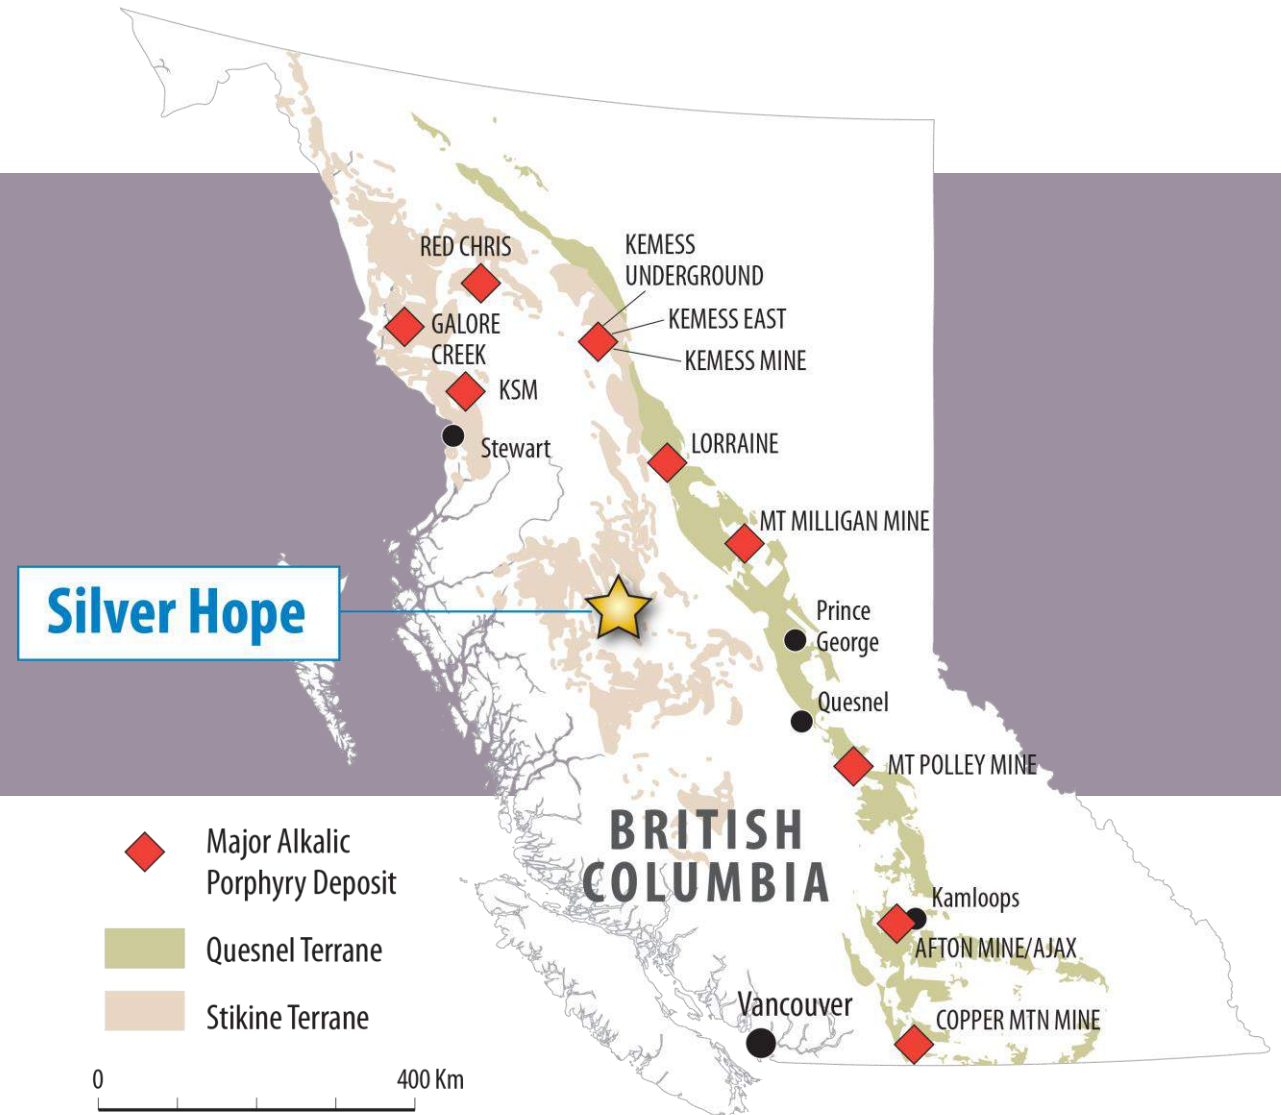 RED CHRIS
KEMESS
UNDERGROUND
KEMESS EAST
KEMESS MINE
GALORE
CREEK
KSM
Stewart
LORRAINE
MT MILLIGAN MINE
Silver Hope
Prince
George
Quesnel
MT POLLEY MINE
BRITISH
COLUMBIA
Major Alkalic
Porphyry Deposit
Quesnel Terrane
Stikine Terrane
Kamloops
AFTON MINE/AJAX
Vancouver
COPPER MTN MINE
0 400 Km